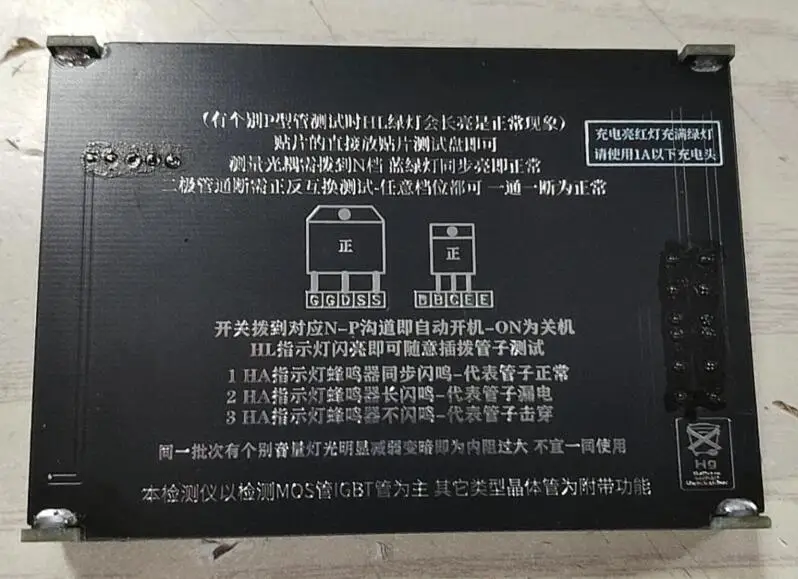 （有个别P型管测试时HL绿灯会长亮是正常现象）
贴片的直接放贴片测试盘即可
测量光耦需拨到N档 蓝绿灯同步亮即正常
二极管通断需正反互换测试-任意档位都可 一通一断为正常
充电亮红灯充满绿灯
请使用1A以下充电头
正
正
GGDSS
BBCEE
开关拨到对应N-P沟道即自动开机-ON为关机
HL指示灯闪亮即可随意插拨管子测试
1 HA指示灯蜂鸣器同步闪鸣-代表管子正常
2 HA指示灯蜂鸣器长闪鸣-代表管子漏电
3 HA指示灯蜂鸣器不闪鸣-代表管子击穿
同一批次有个别音量灯光明显减弱变暗即为内阻过大 不宜一同使用
Hg
本检测仪以检测MOS管IGBT管为主 其它类型晶体管为附带功能